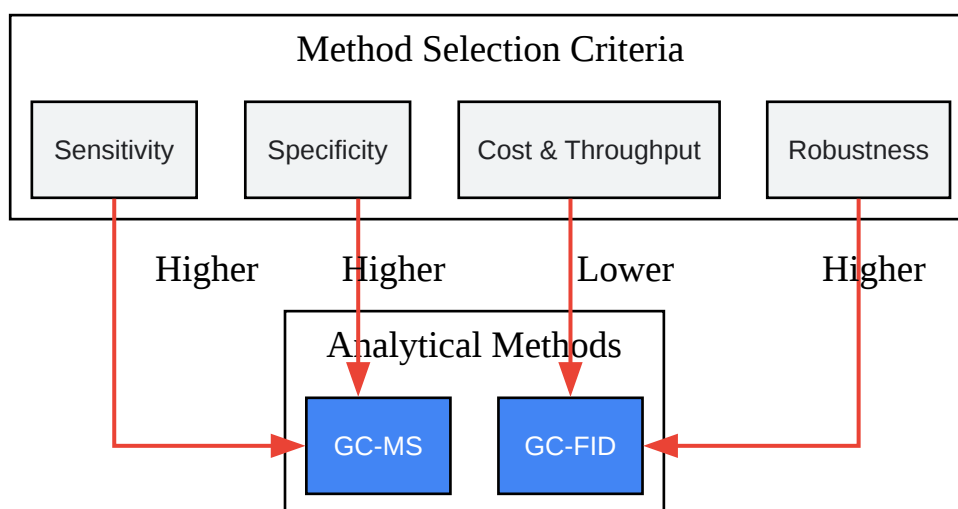 Method Selection Criteria
Sensitivity
Specificity
Cost & Throughput
Robustness
Higher
Higher
Lower
Higher
Analytical Methods
GC-MS
GC-FID